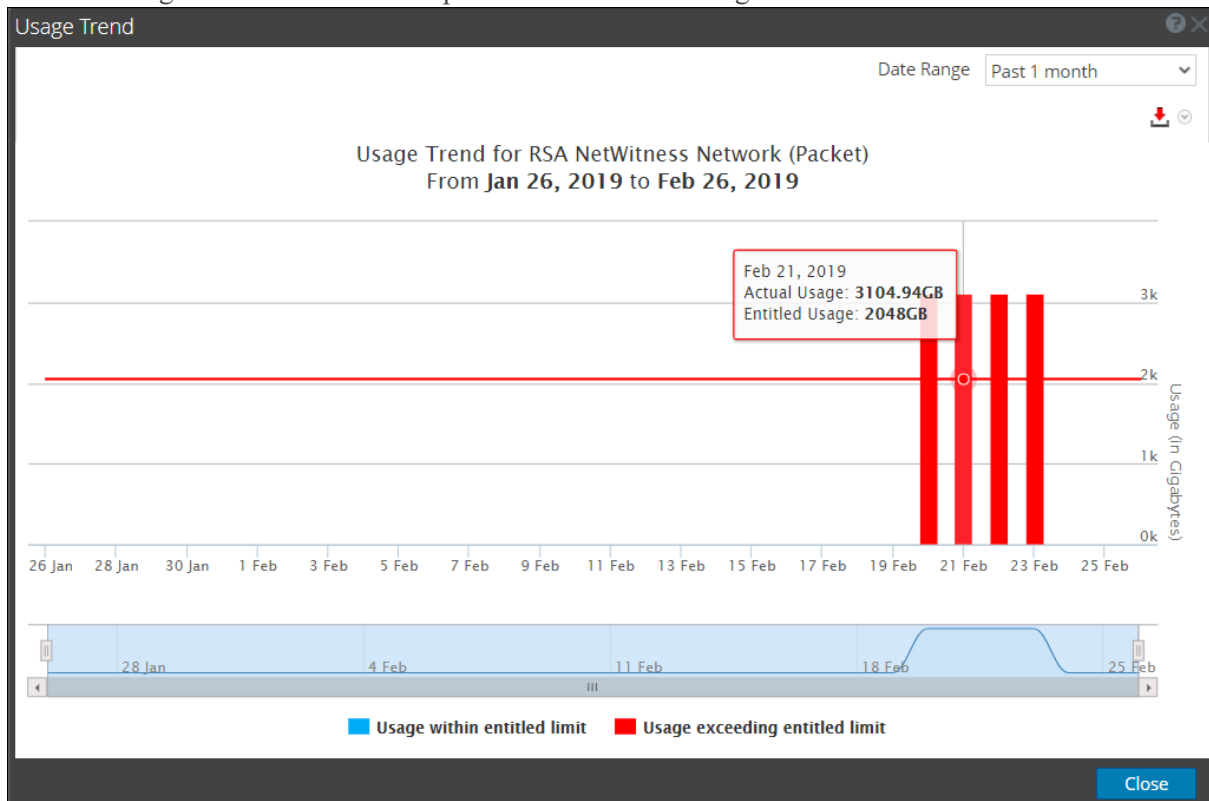 Usage Trend
Date Range Past 1 month
Usage Trend for RSA NetWitness Network (Packet)
From Jan 26, 2019 to Feb 26, 2019
Feb 21, 2019
Actual Usage: 3104.94GB
Entitled Usage: 2048GB
3k
2k
1k
0k
Usage (in Gigabytes)
26 Jan 28 Jan 30 Jan 1 Feb 3 Feb 5 Feb 7 Feb 9 Feb 11 Feb 13 Feb 15 Feb 17 Feb 19 Feb 21 Feb 23 Feb 25 Feb
28 Jan 4 Feb 11 Feb 18 Feb 25 Feb
Usage within entitled limit Usage exceeding entitled limit
Close